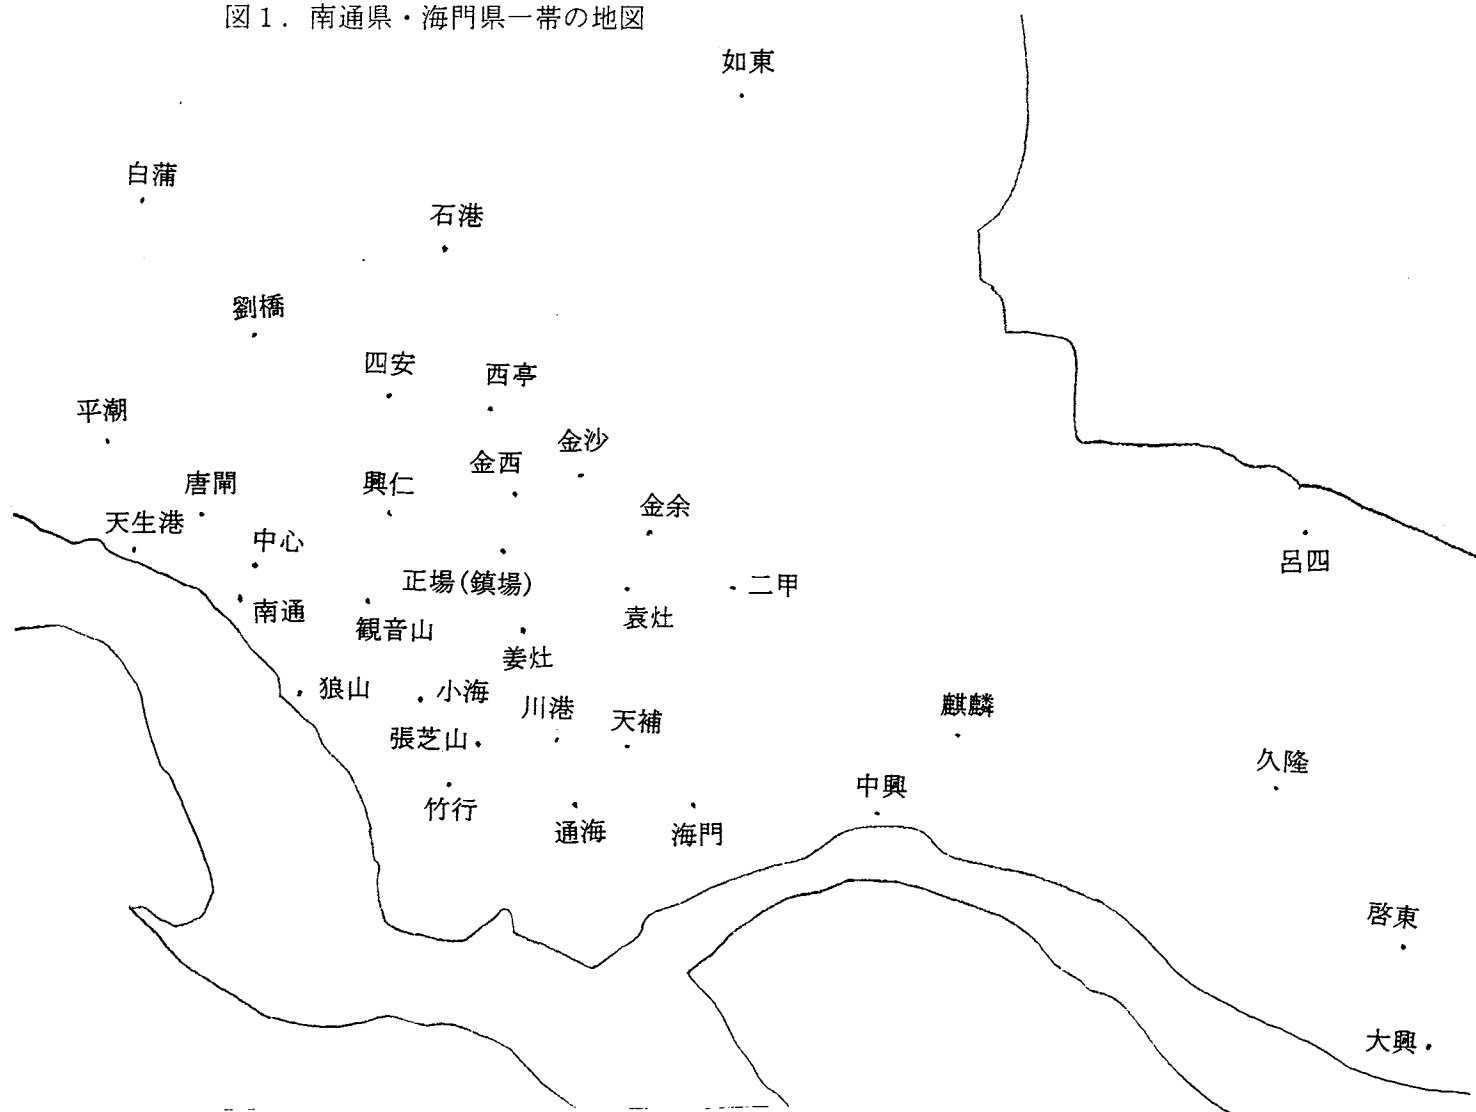 図1．南通県・海門県一帯の地図
如東
白蒲
石港
劉橋
四安
西亭
平潮
金沙
金西
唐閘
興仁
金余
天生港
中心
呂四
正場(鎮場)
二甲
南通
袁灶
観音山
姜灶
狼山
小海
川港
天補
麒麟
張芝山
久隆
中興
竹行
通海
海門
啓東
大興